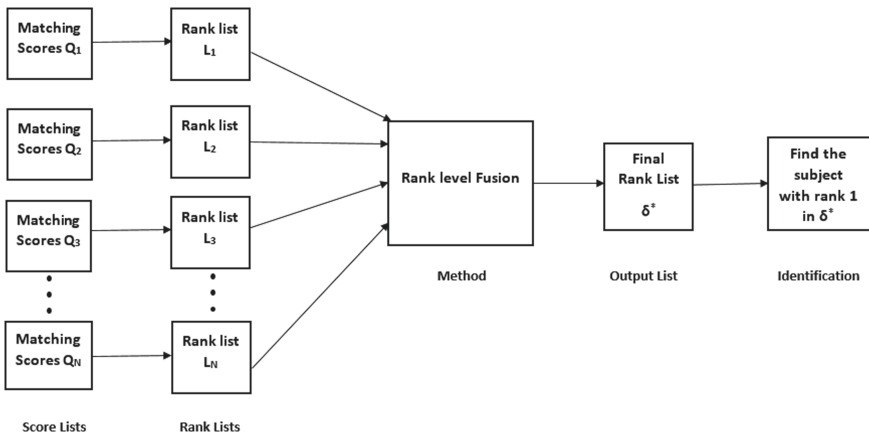 Matching
Scores Q₁
Rank list
L₁
Matching
Scores Q₂
Rank list
L₂
Matching
Scores Q₃
Rank list
L₃
Matching
Scores Q_N
Rank list
L_N
Rank level Fusion
Final
Rank List
δ*
Find the
subject
with rank 1
in δ*
Method
Output List
Identification
Score Lists
Rank Lists